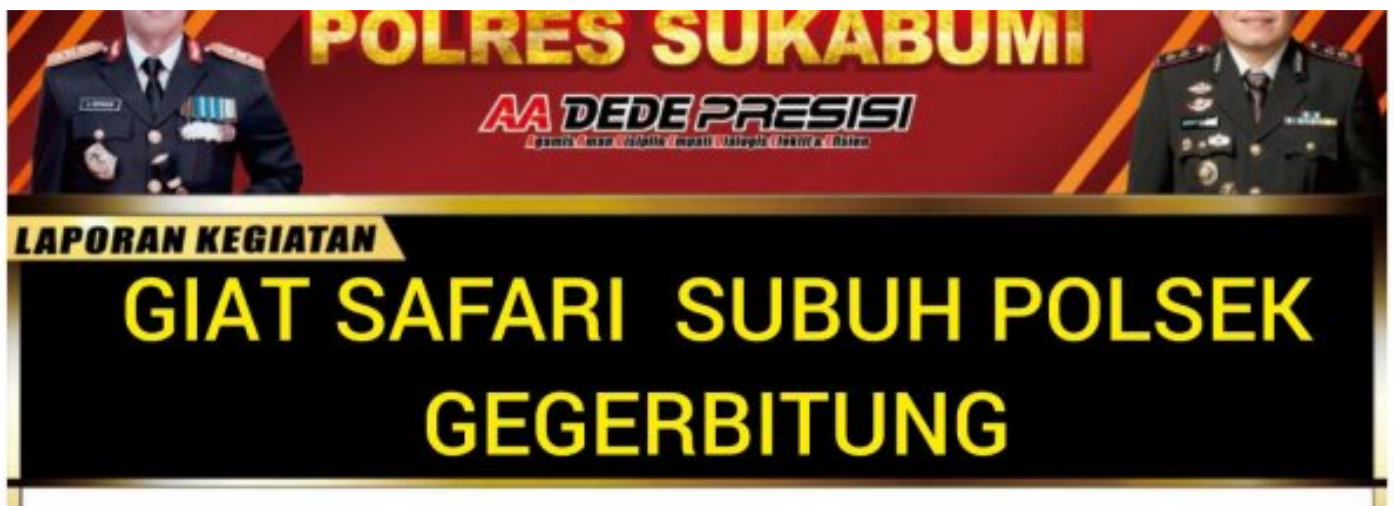 POLRES SUKABUMI
AA DEDE PRESISI
LAPORAN KEGIATAN
GIAT SAFARI SUBUH POLSEK
GEGERBITUNG